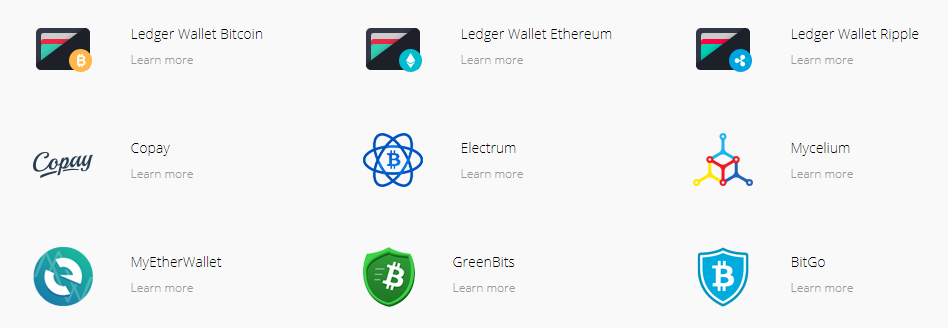 Ledger Wallet Bitcoin
Learn more
Ledger Wallet Ethereum
Learn more
Ledger Wallet Ripple
Learn more
Copay
Copay
Learn more
Electrum
Learn more
Mycelium
Learn more
MyEtherWallet
Learn more
GreenBits
Learn more
BitGo
Learn more